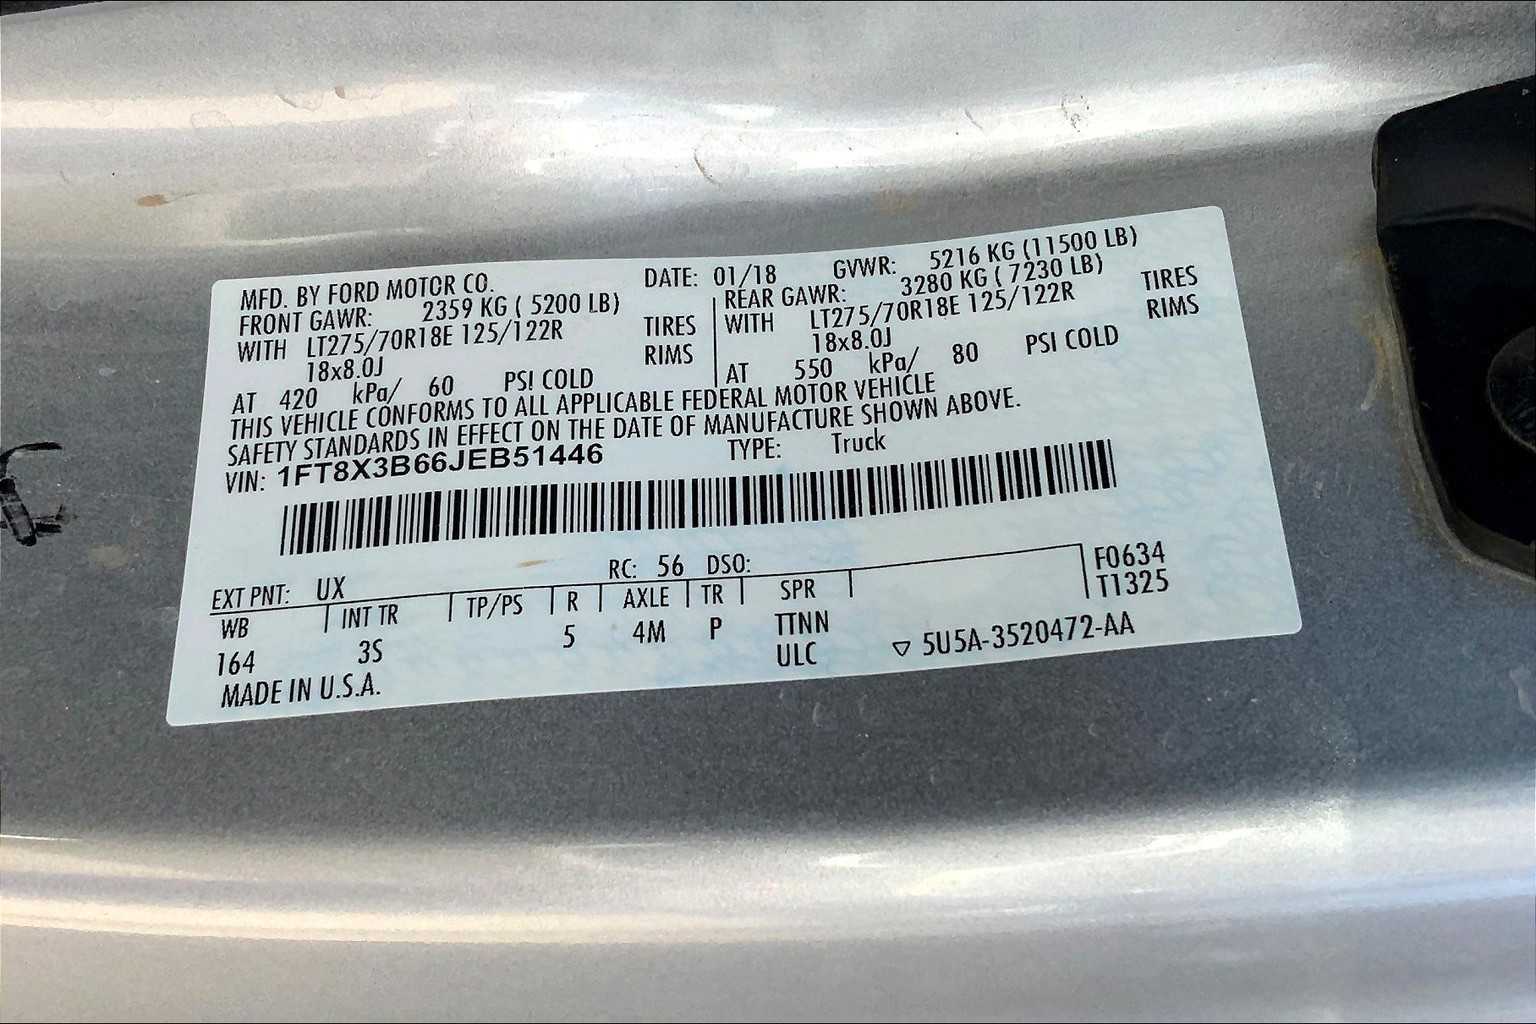 MFD. BY FORD MOTOR CO. DATE: 01/18 GVWR: 5216 KG (11500 LB)
FRONT GAWR: 2359 KG ( 5200 LB) REAR GAWR: 3280 KG ( 7230 LB)
WITH LT275/70R18E 125/122R TIRES WITH LT275/70R18E 125/122R TIRES
18x8.0J RIMS 18x8.0J RIMS
AT 420 kPa/ 60 PSI COLD AT 550 kPa/ 80 PSI COLD
THIS VEHICLE CONFORMS TO ALL APPLICABLE FEDERAL MOTOR VEHICLE
SAFETY STANDARDS IN EFFECT ON THE DATE OF MANUFACTURE SHOWN ABOVE.
VIN: 1FT8X3B66JEB51446 TYPE: Truck
EXT PNT: UX RC: 56 DSO: F0634
WB INT TR TP/PS R AXLE TR SPR T1325
164 3S 5 4M P TTNN
ULC ▽ 5U5A-3520472-AA
MADE IN U.S.A.